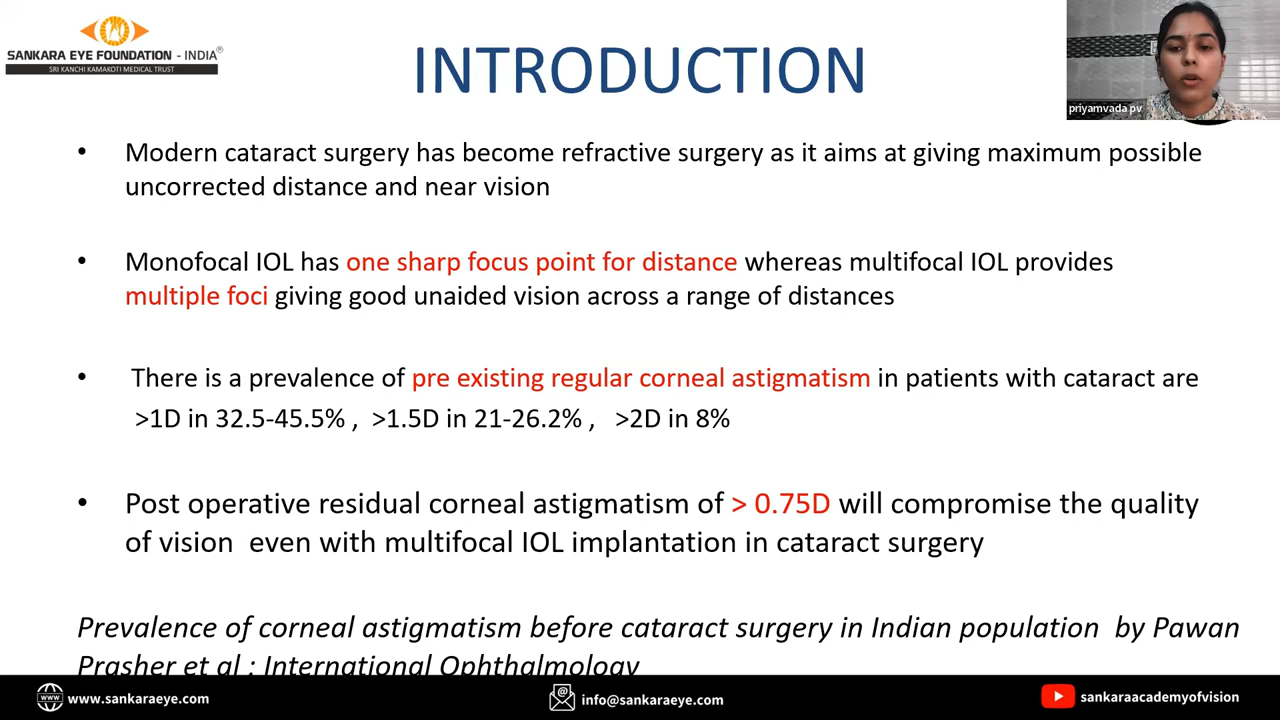 SANKARA EYE FOUNDATION - INDIA®
SRI KANCHI KAMAKOTI MEDICAL TRUST
INTRODUCTION
priyamvada pv
• Modern cataract surgery has become refractive surgery as it aims at giving maximum possible
uncorrected distance and near vision
• Monofocal IOL has one sharp focus point for distance whereas multifocal IOL provides
multiple foci giving good unaided vision across a range of distances
• There is a prevalence of pre existing regular corneal astigmatism in patients with cataract are
>1D in 32.5-45.5% , >1.5D in 21-26.2% , >2D in 8%
• Post operative residual corneal astigmatism of > 0.75D will compromise the quality
of vision even with multifocal IOL implantation in cataract surgery
Prevalence of corneal astigmatism before cataract surgery in Indian population by Pawan
Prasher et al ; International Ophthalmology
www.sankaraeye.com
info@sankaraeye.com
sankaraacademyofvision